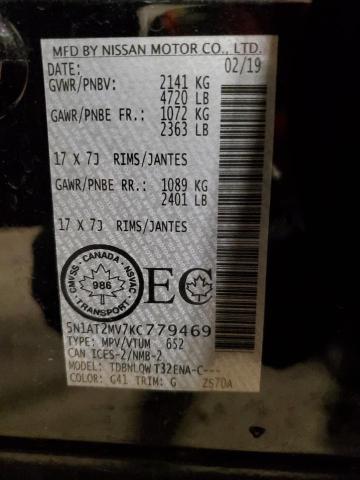 MFD BY NISSAN MOTOR CO., LTD.
DATE: 02/19
GVWR/PNBV: 2141 KG
4720 LB
GAWR/PNBE FR.: 1072 KG
2363 LB
17 X 7J RIMS/JANTES
GAWR/PNBE RR.: 1089 KG
2401 LB
17 X 7J RIMS/JANTES
CANADA
CMVSS NSVAC
986
TRANSPORT
EC
5N1AT2MV7KC779469
TYPE: MPV/VTUM 6S2
CAN ICES-2/NMB-2
MODEL: TDBNLQW T32ENA-C---
COLOR: G41 TRIM: G ZS7DA